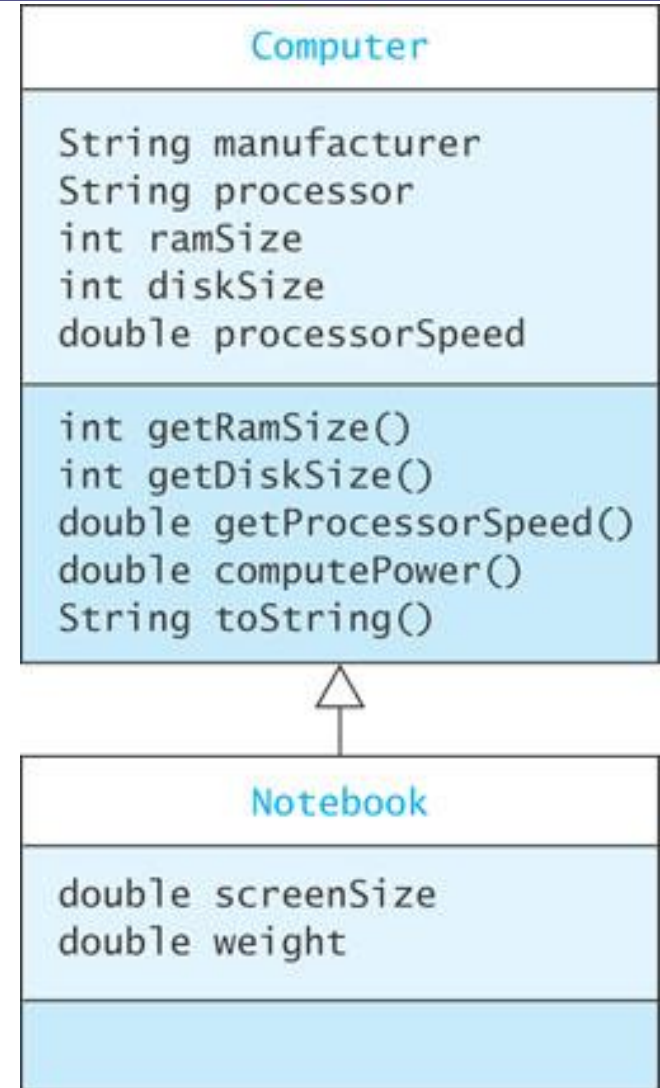 Computer
String manufacturer
String processor
int ramSize
int diskSize
double processorSpeed
int getRamSize()
int getDiskSize()
double getProcessorSpeed()
double computePower()
String toString()
Notebook
double screenSize
double weight